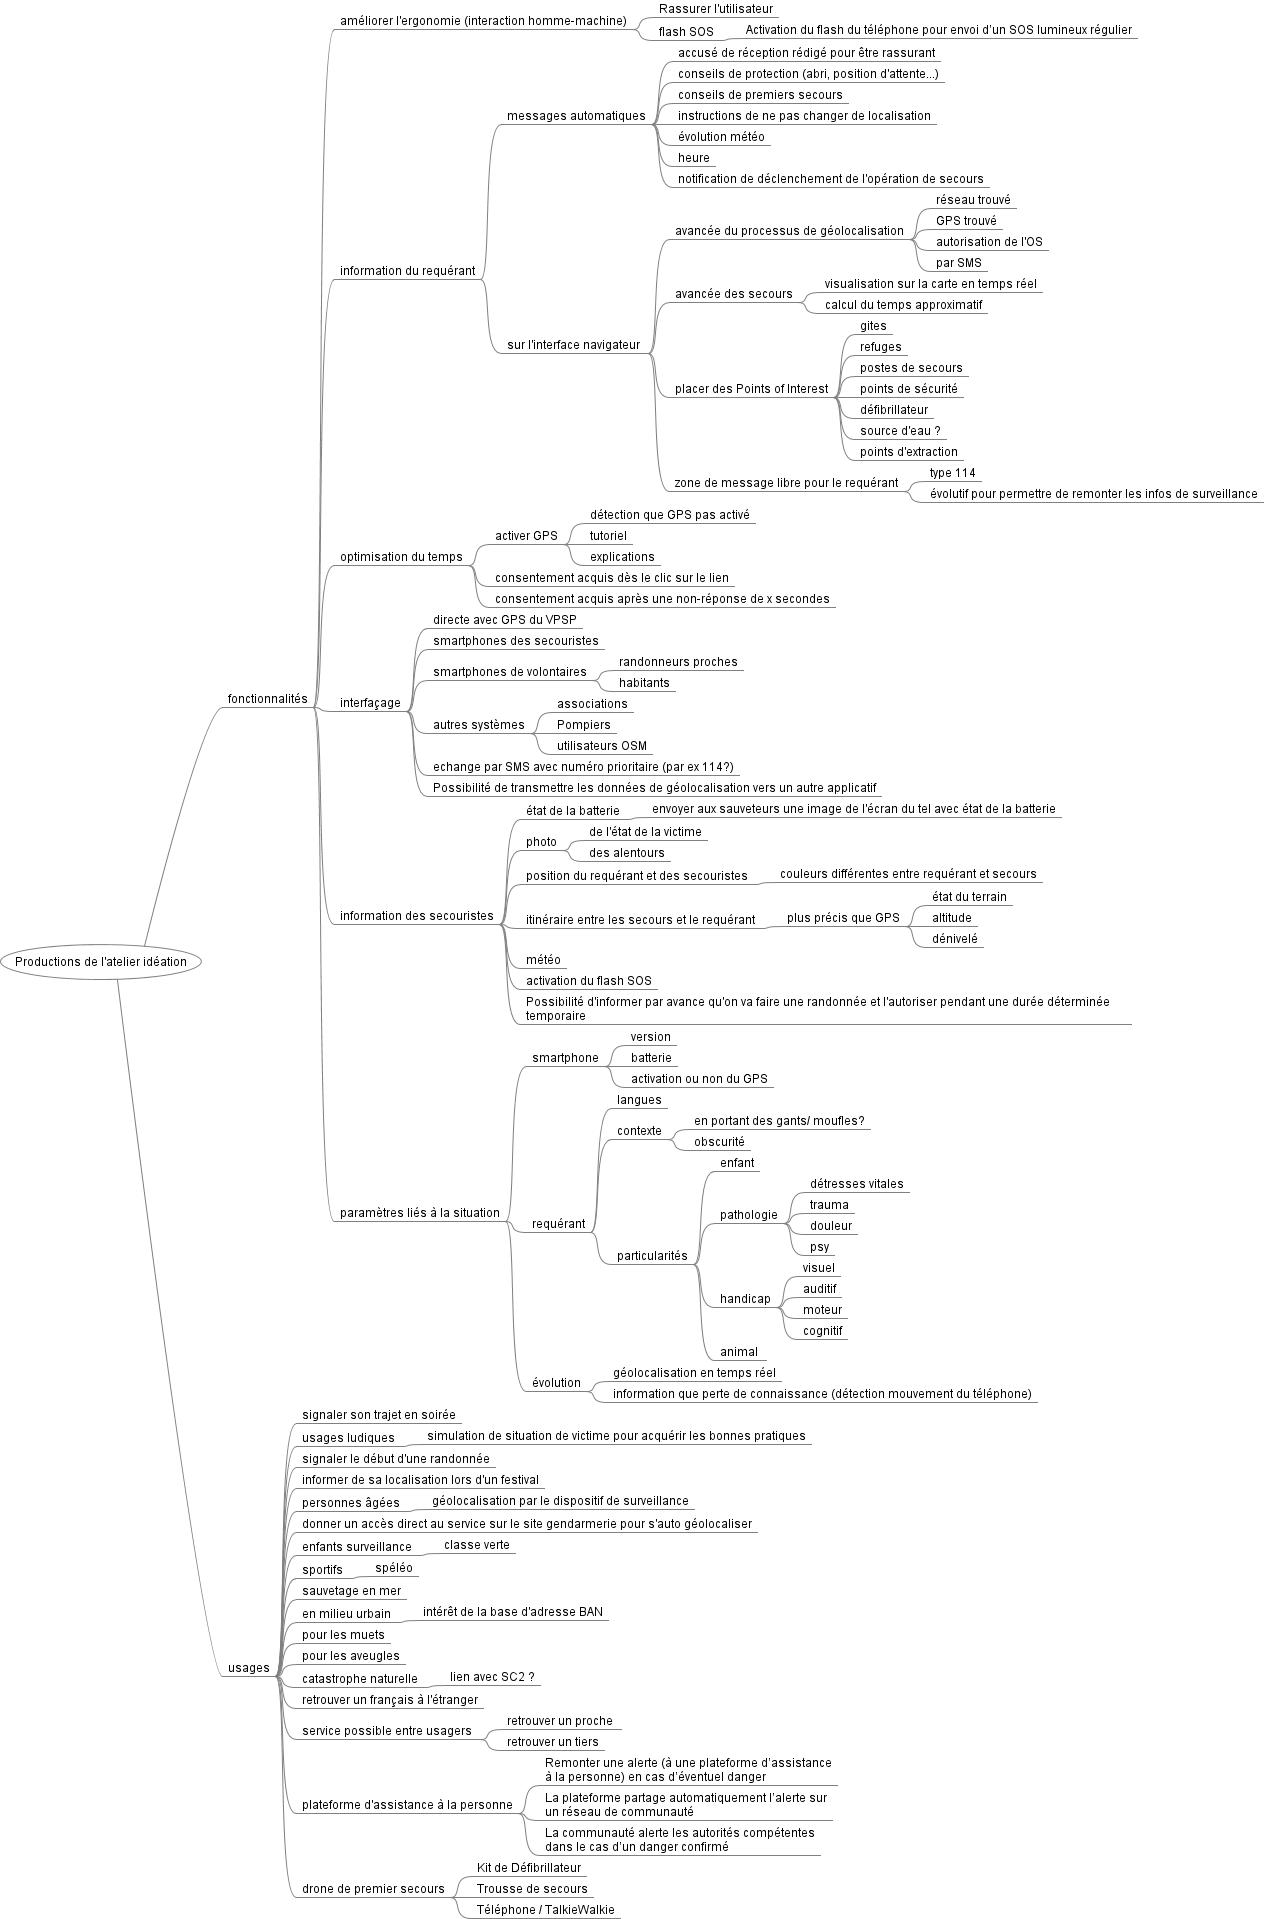 améliorer l'ergonomie (interaction homme-machine)
Rassurer l'utilisateur
flash SOS
Activation du flash du téléphone pour envoi d'un SOS lumineux régulier
accusé de réception rédigé pour être rassurant
conseils de protection (abri, position d'attente...)
conseils de premiers secours
messages automatiques
instructions de ne pas changer de localisation
évolution météo
heure
notification de déclenchement de l'opération de secours
information du requérant
réseau trouvé
GPS trouvé
avancée du processus de géolocalisation
autorisation de l'OS
par SMS
visualisation sur la carte en temps réel
avancée des secours
calcul du temps approximatif
sur l'interface navigateur
gites
refuges
postes de secours
placer des Points of Interest
points de sécurité
défibrillateur
source d'eau ?
points d'extraction
zone de message libre pour le requérant
type 114
évolutif pour permettre de remonter les infos de surveillance
détection que GPS pas activé
activer GPS
tutoriel
explications
optimisation du temps
consentement acquis dès le clic sur le lien
consentement acquis après une non-réponse de x secondes
directe avec GPS du VPSP
smartphones des secouristes
smartphones de volontaires
randonneurs proches
habitants
fonctionnalités
interfaçage
associations
autres systèmes
Pompiers
utilisateurs OSM
echange par SMS avec numéro prioritaire (par ex 114?)
Possibilité de transmettre les données de géolocalisation vers un autre applicatif
état de la batterie
envoyer aux sauveteurs une image de l'écran du tel avec état de la batterie
photo
de l'état de la victime
des alentours
position du requérant et des secouristes
couleurs différentes entre requérant et secours
information des secouristes
itinéraire entre les secours et le requérant
plus précis que GPS
état du terrain
altitude
dénivelé
météo
activation du flash SOS
Possibilité d'informer par avance qu'on va faire une randonnée et l'autoriser pendant une durée déterminée
temporaire
Productions de l'atelier idéation
smartphone
version
batterie
activation ou non du GPS
langues
contexte
en portant des gants/ moufles?
obscurité
paramètres liés à la situation
requérant
enfant
pathologie
détresses vitales
trauma
douleur
psy
particularités
handicap
visuel
auditif
moteur
cognitif
animal
évolution
géolocalisation en temps réel
information que perte de connaissance (détection mouvement du téléphone)
signaler son trajet en soirée
usages ludiques
simulation de situation de victime pour acquérir les bonnes pratiques
signaler le début d'une randonnée
informer de sa localisation lors d'un festival
personnes âgées
géolocalisation par le dispositif de surveillance
donner un accès direct au service sur le site gendarmerie pour s'auto géolocaliser
enfants surveillance
classe verte
sportifs
spéléo
sauvetage en mer
en milieu urbain
intérêt de la base d'adresse BAN
pour les muets
pour les aveugles
usages
catastrophe naturelle
lien avec SC2 ?
retrouver un français à l'étranger
service possible entre usagers
retrouver un proche
retrouver un tiers
plateforme d'assistance à la personne
Remonter une alerte (à une plateforme d'assistance
à la personne) en cas d'éventuel danger
La plateforme partage automatiquement l'alerte sur
un réseau de communauté
La communauté alerte les autorités compétentes
dans le cas d'un danger confirmé
drone de premier secours
Kit de Défibrillateur
Trousse de secours
Téléphone / TalkieWalkie